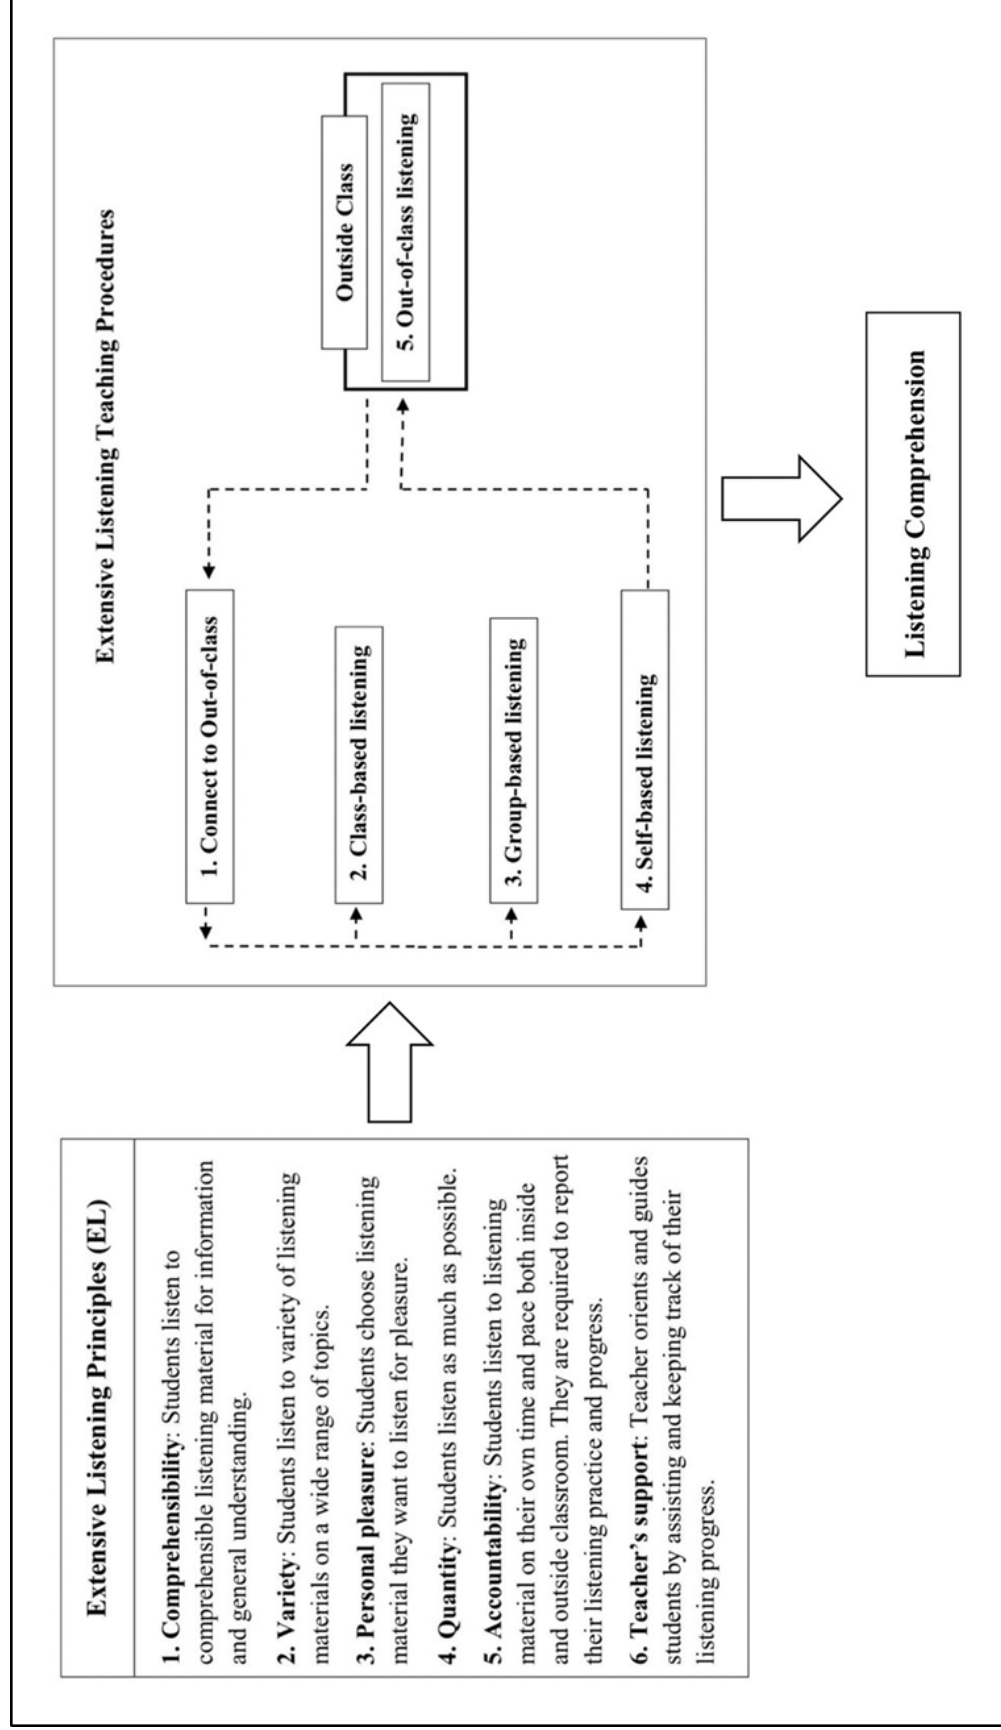 Extensive Listening Principles (EL)
1. Comprehensibility: Students listen to
comprehensible listening material for information
and general understanding.
2. Variety: Students listen to variety of listening
materials on a wide range of topics.
3. Personal pleasure: Students choose listening
material they want to listen for pleasure.
4. Quantity: Students listen as much as possible.
5. Accountability: Students listen to listening
material on their own time and pace both inside
and outside classroom. They are required to report
their listening practice and progress.
6. Teacher’s support: Teacher orients and guides
students by assisting and keeping track of their
listening progress.
Extensive Listening Teaching Procedures
1. Connect to Out-of-class
2. Class-based listening
3. Group-based listening
4. Self-based listening
Outside Class
5. Out-of-class listening
Listening Comprehension